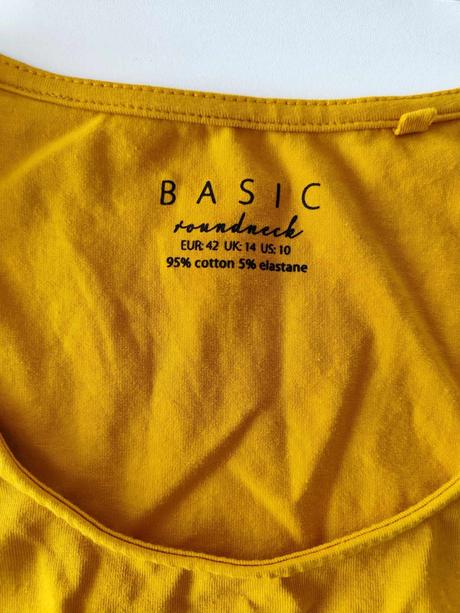 BASIC
roundneck
EUR: 42 UK: 14 US: 10
95% cotton 5% elastane